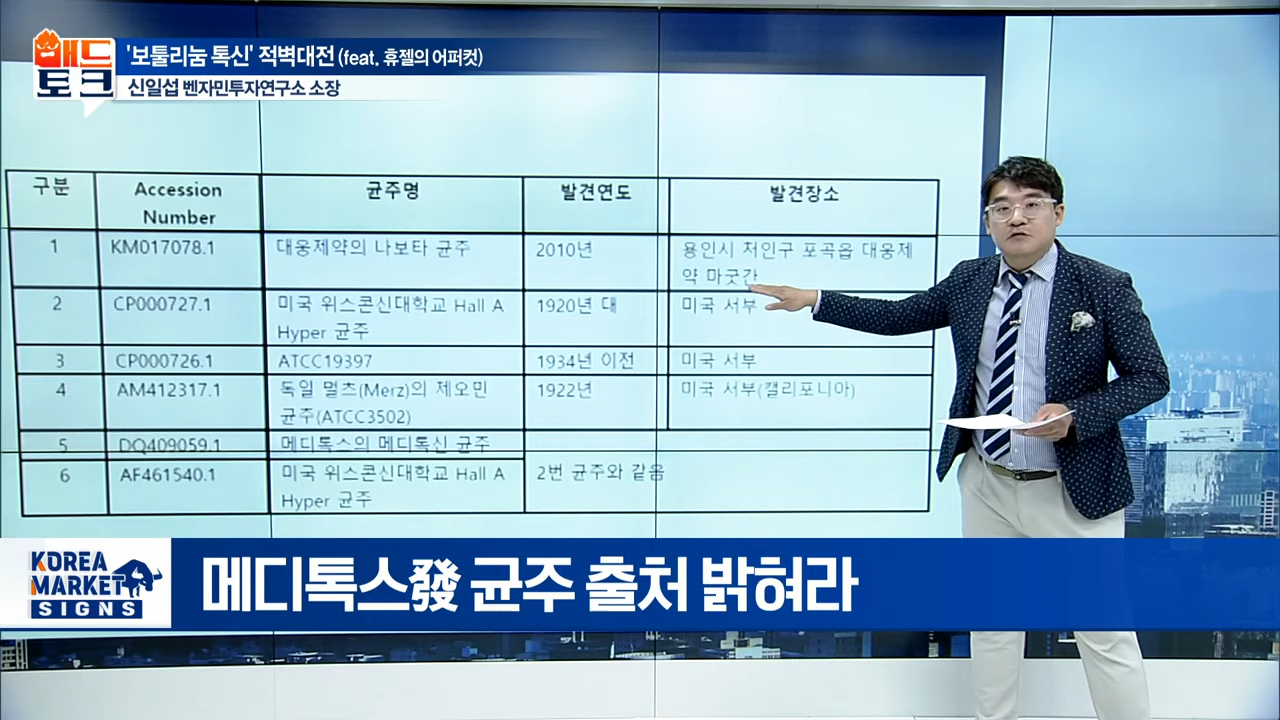 매드
토크
'보툴리눔 톡신' 적벽대전 (feat. 휴젤의 어퍼컷)
신일섭 벤자민투자연구소 소장
구분 Accession Number 균주명 발견연도 발견장소
1 KM017078.1 대웅제약의 나보타 균주 2010년 용인시 처인구 포곡읍 대웅제약 마굿간
2 CP000727.1 미국 위스콘신대학교 Hall A Hyper 균주 1920년 대 미국 서부
3 CP000726.1 ATCC19397 1934년 이전 미국 서부
4 AM412317.1 독일 멀츠(Merz)의 제오민 균주(ATCC3502) 1922년 미국 서부(캘리포니아)
5 DQ409059.1 메디톡스의 메디톡신 균주
6 AF461540.1 미국 위스콘신대학교 Hall A Hyper 균주 2번 균주와 같음
KOREA
MARKET
SIGNS
메디톡스發 균주 출처 밝혀라